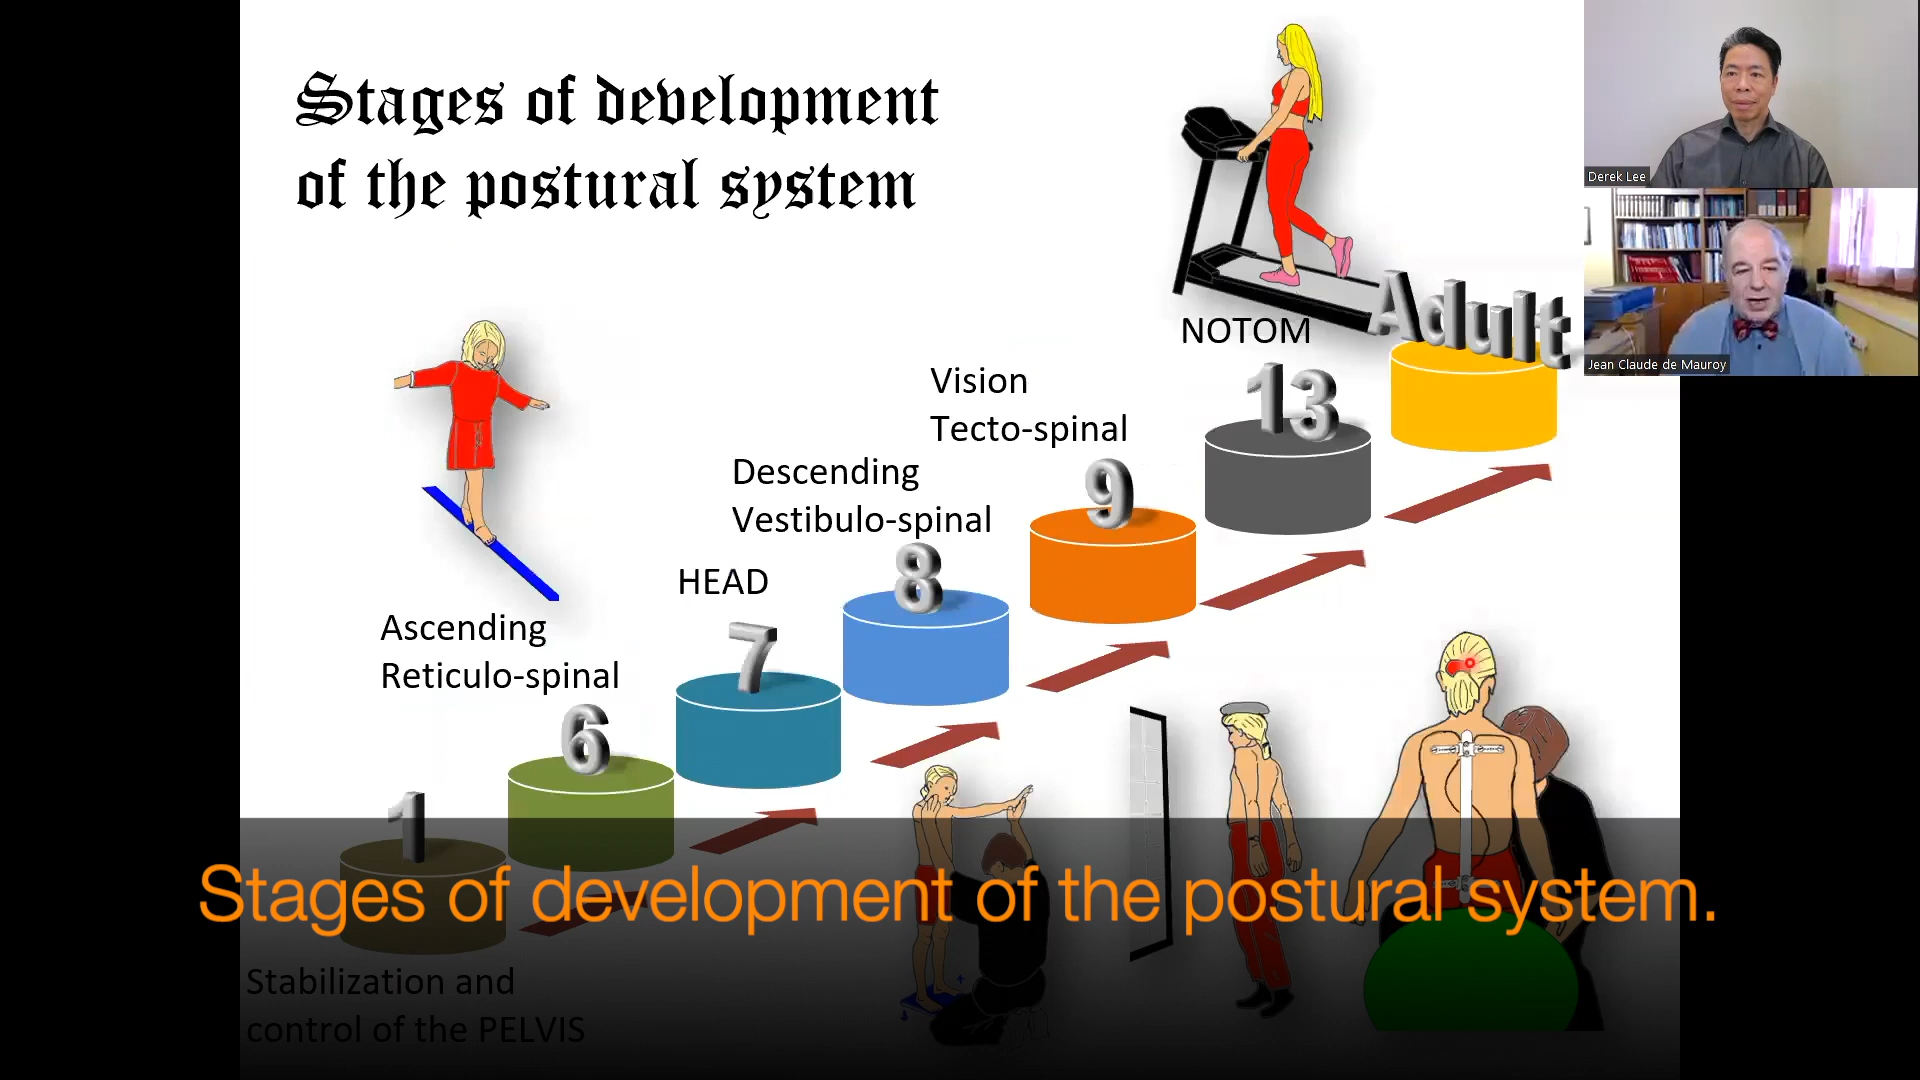 Stages of development
of the postural system
Derek Lee
Jean Claude de Mauroy
Adult
NOTOM
13
Vision
Tecto-spinal
9
Descending
Vestibulo-spinal
8
HEAD
7
Ascending
Reticulo-spinal
6
1
Stabilization and
control of the PELVIS
Stages of development of the postural system.